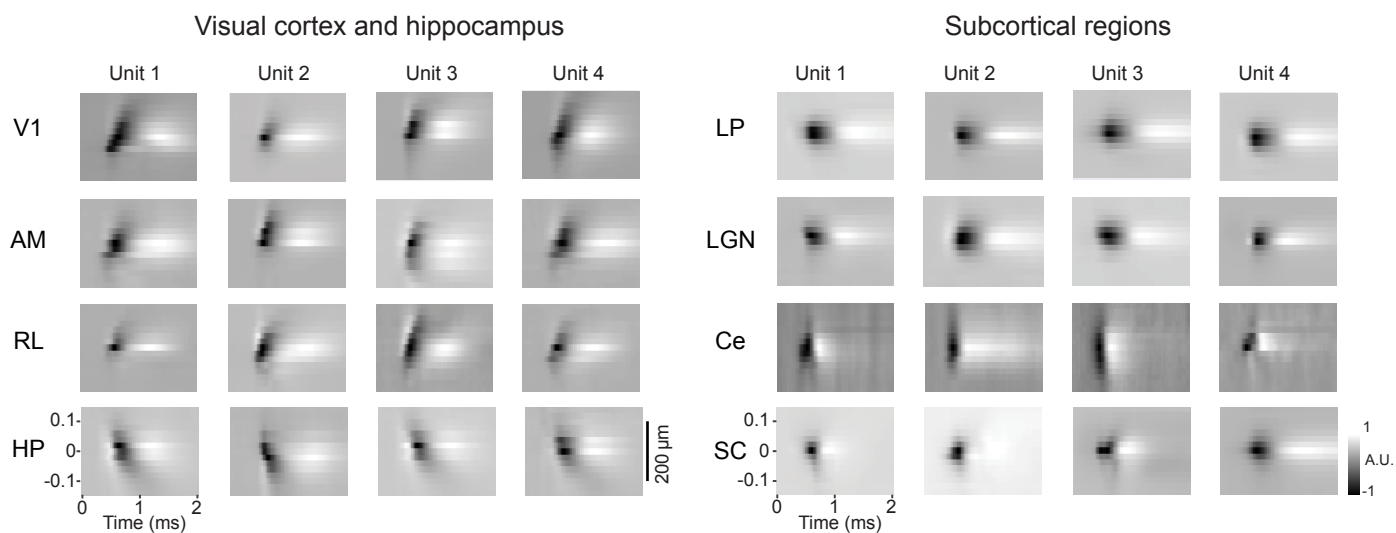 Visual cortex and hippocampus
Subcortical regions
Unit 1 Unit 2 Unit 3 Unit 4
Unit 1 Unit 2 Unit 3 Unit 4
V1
LP
AM
LGN
RL
Ce
HP
0.1
0
-0.1
0 1 2
Time (ms)
200 μm
SC
0.1
0
-0.1
0 1 2
Time (ms)
1
A.U.
-1